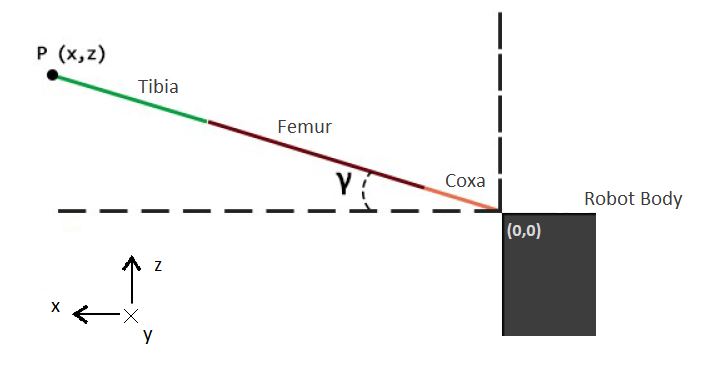 P (x,z)
Tibia
Femur
γ
Coxa
Robot Body
(0,0)
z
x
y